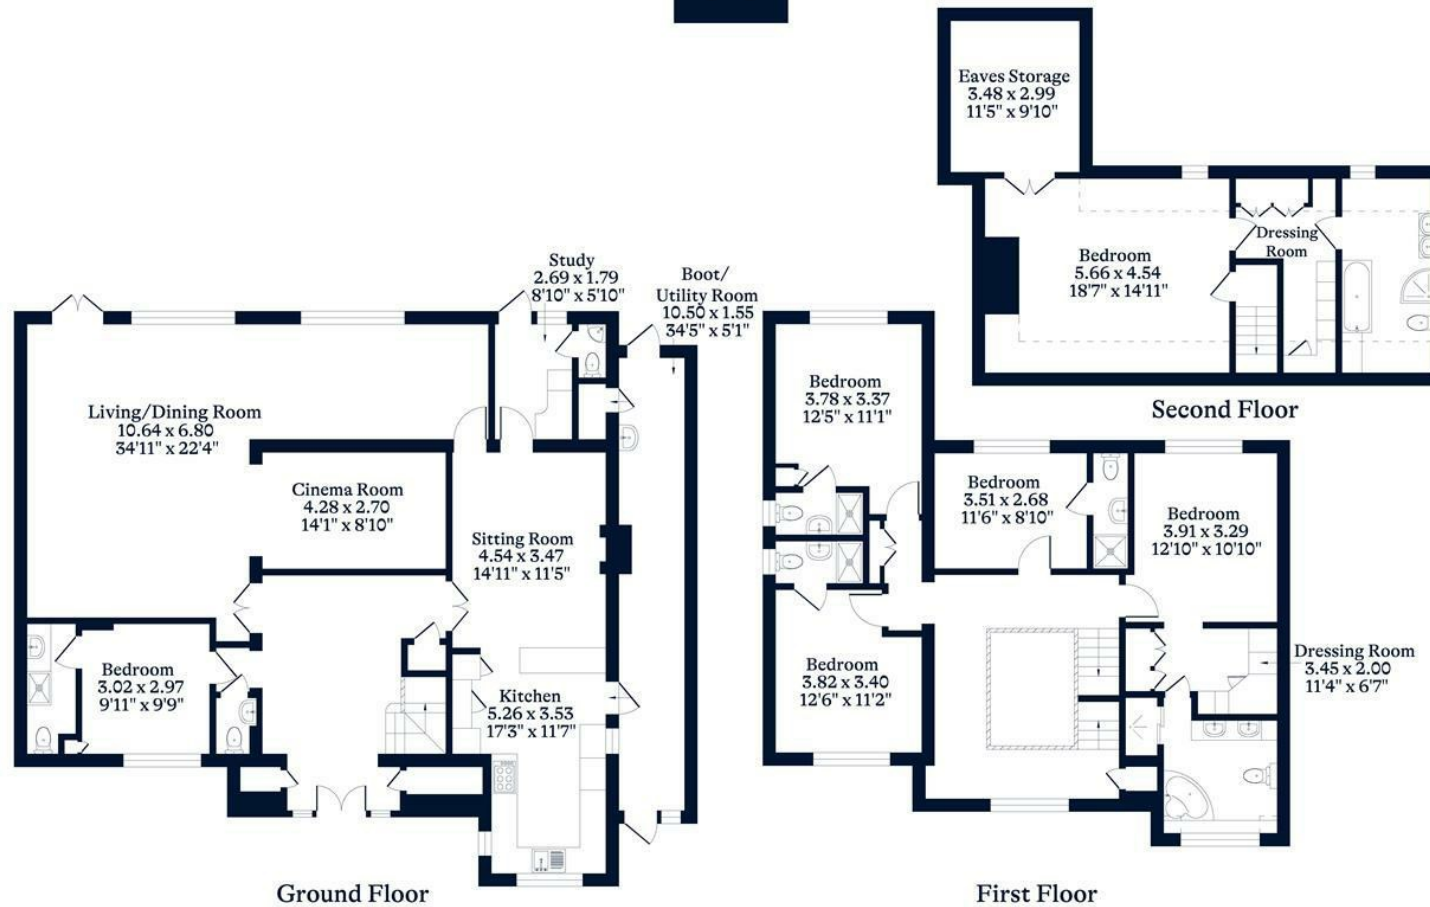 Eaves Storage
3.48 x 2.99
11'5" x 9'10"
Bedroom
5.66 x 4.54
18'7" x 14'11"
Dressing
Room
Second Floor
Study
2.69 x 1.79
8'10" x 5'10"
Boot/
Utility Room
10.50 x 1.55
34'5" x 5'1"
Living/Dining Room
10.64 x 6.80
34'11" x 22'4"
Cinema Room
4.28 x 2.70
14'1" x 8'10"
Sitting Room
4.54 x 3.47
14'11" x 11'5"
Bedroom
3.02 x 2.97
9'11" x 9'9"
Kitchen
5.26 x 3.53
17'3" x 11'7"
Ground Floor
Bedroom
3.78 x 3.37
12'5" x 11'1"
Bedroom
3.51 x 2.68
11'6" x 8'10"
Bedroom
3.91 x 3.29
12'10" x 10'10"
Bedroom
3.82 x 3.40
12'6" x 11'2"
Dressing Room
3.45 x 2.00
11'4" x 6'7"
First Floor